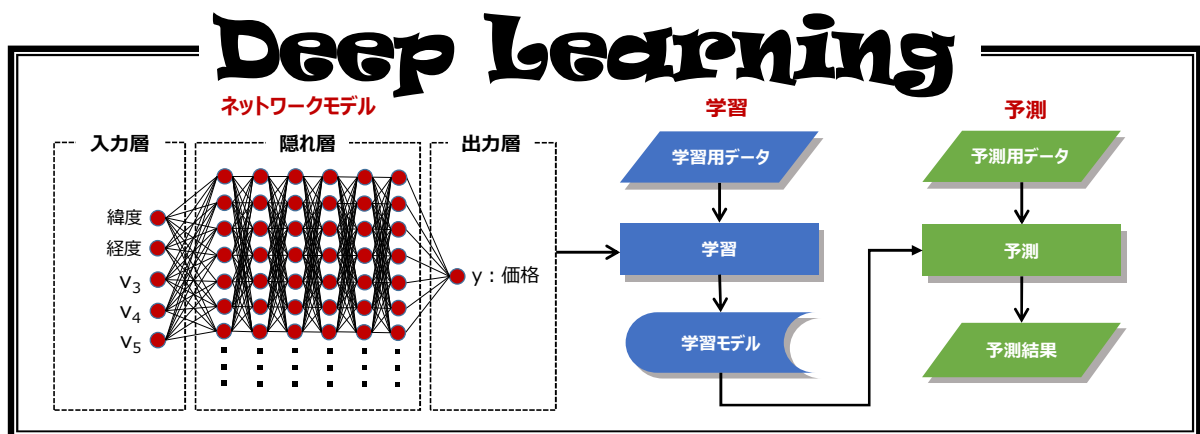 Deep Learning
ネットワークモデル
入力層
隠れ層
出力層
緯度
経度
v3
v4
v5
y：価格
学習
学習用データ
学習
学習モデル
予測
予測用データ
予測
予測結果